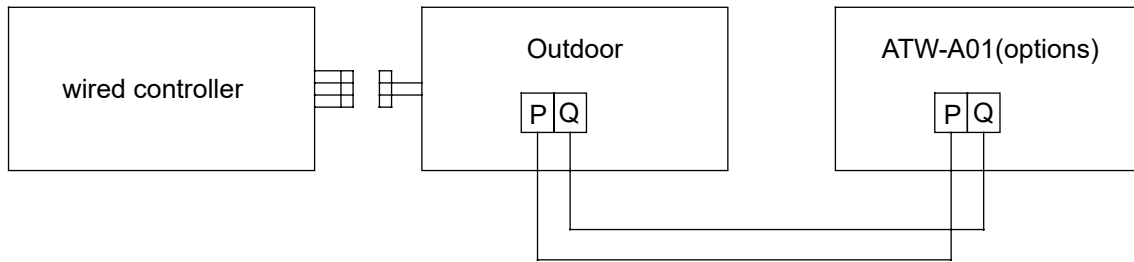 wired controller
Outdoor
P Q
ATW-A01(options)
P Q